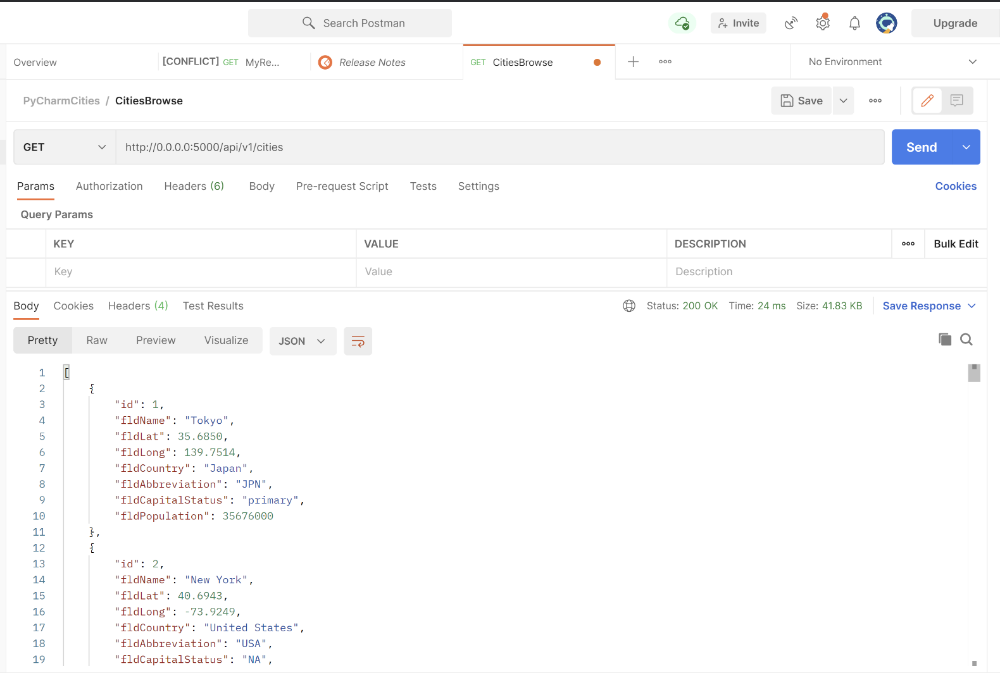 Search Postman
Invite
Upgrade
Overview
[CONFLICT] GET MyRe...
Release Notes
GET CitiesBrowse
No Environment
PyCharmCities / CitiesBrowse
Save
GET
http://0.0.0.0:5000/api/v1/cities
Send
Params Authorization Headers (6) Body Pre-request Script Tests Settings Cookies
Query Params
KEY VALUE DESCRIPTION Bulk Edit
Key Value Description
Body Cookies Headers (4) Test Results Status: 200 OK Time: 24 ms Size: 41.83 KB Save Response
Pretty Raw Preview Visualize JSON
1 [
2 {
3 "id": 1,
4 "fldName": "Tokyo",
5 "fldLat": 35.6850,
6 "fldLong": 139.7514,
7 "fldCountry": "Japan",
8 "fldAbbreviation": "JPN",
9 "fldCapitalStatus": "primary",
10 "fldPopulation": 35676000
11 },
12 {
13 "id": 2,
14 "fldName": "New York",
15 "fldLat": 40.6943,
16 "fldLong": -73.9249,
17 "fldCountry": "United States",
18 "fldAbbreviation": "USA",
19 "fldCapitalStatus": "NA",